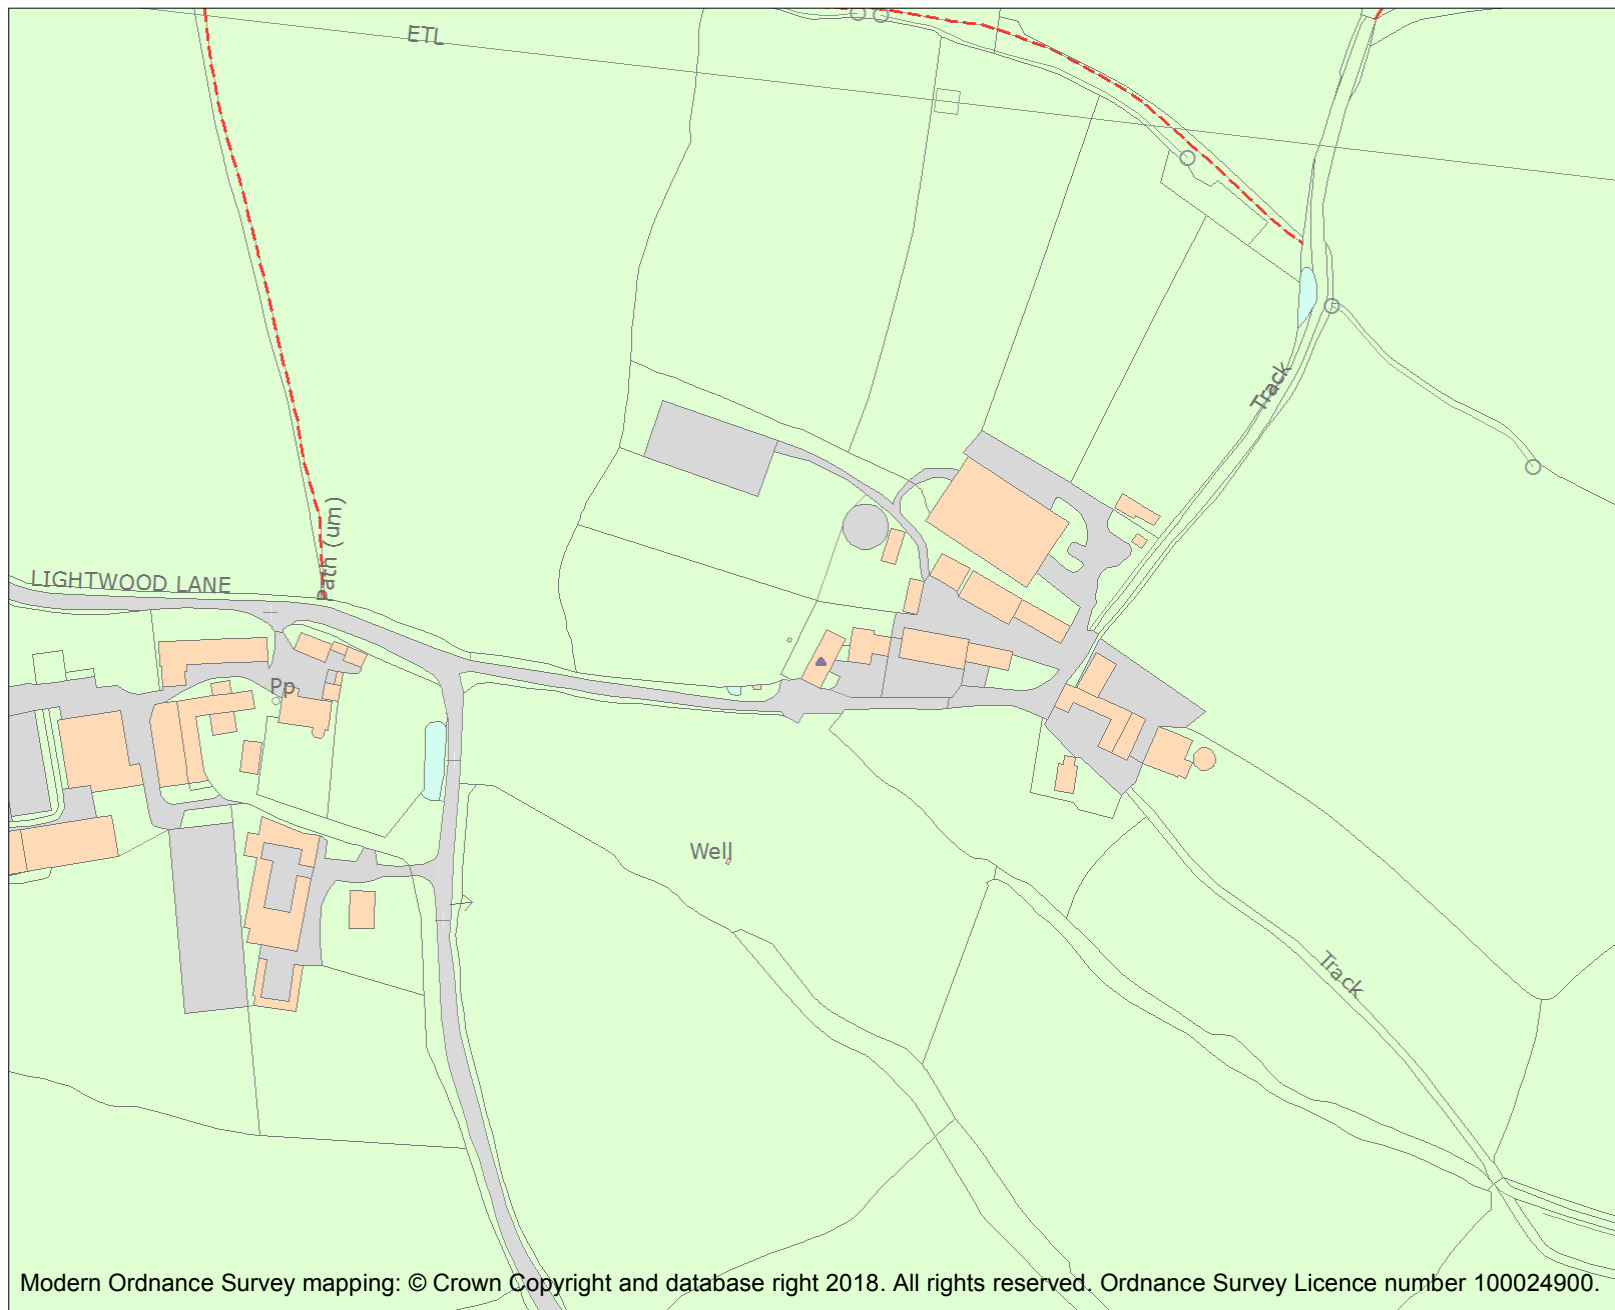 ETL
Track
Path (um)
LIGHTWOOD LANE
Pp
Well
Track
Modern Ordnance Survey mapping: © Crown Copyright and database right 2018. All rights reserved. Ordnance Survey Licence number 100024900.